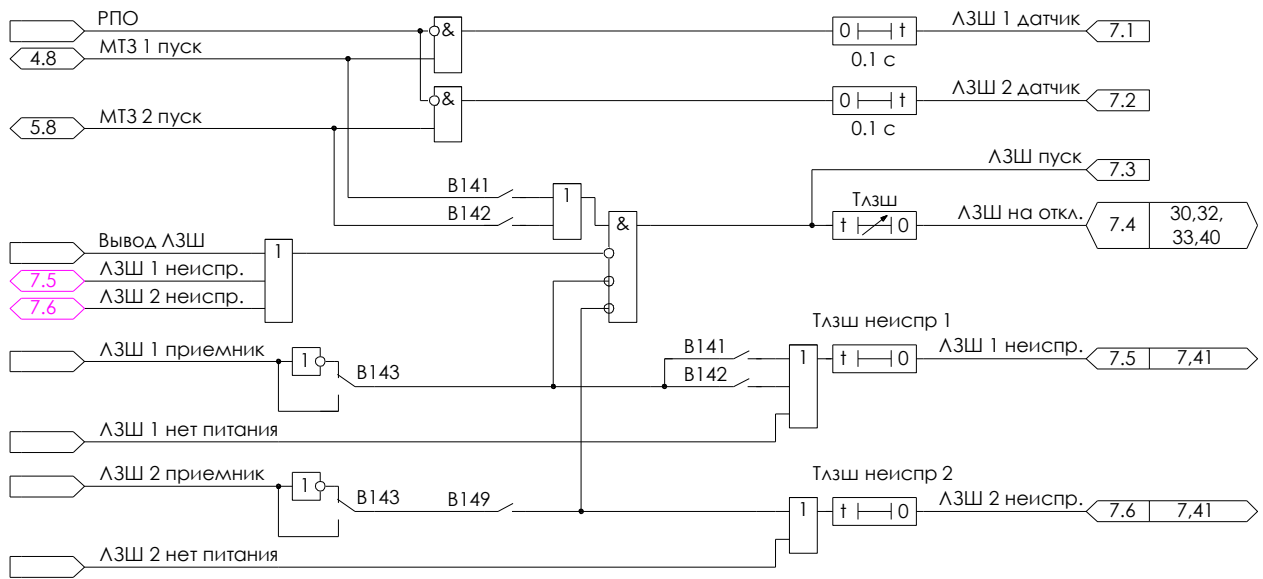 РПО
& 0 t ЛЗШ 1 датчик 7.1
4.8 МТЗ 1 пуск
0.1 с
& 0 t ЛЗШ 2 датчик 7.2
5.8 МТЗ 2 пуск
0.1 с
ЛЗШ пуск 7.3
В141 1
В142 & Тлзш
t 0 ЛЗШ на откл. 7.4 30,32,
33,40
Вывод ЛЗШ 1
7.5 ЛЗШ 1 неиспр.
7.6 ЛЗШ 2 неиспр.
Тлзш неиспр 1
ЛЗШ 1 приемник 1 В143
В141 1 t 0 ЛЗШ 1 неиспр. 7.5 7,41
В142
ЛЗШ 1 нет питания
Тлзш неиспр 2
ЛЗШ 2 приемник 1 В143 В149
1 t 0 ЛЗШ 2 неиспр. 7.6 7,41
ЛЗШ 2 нет питания